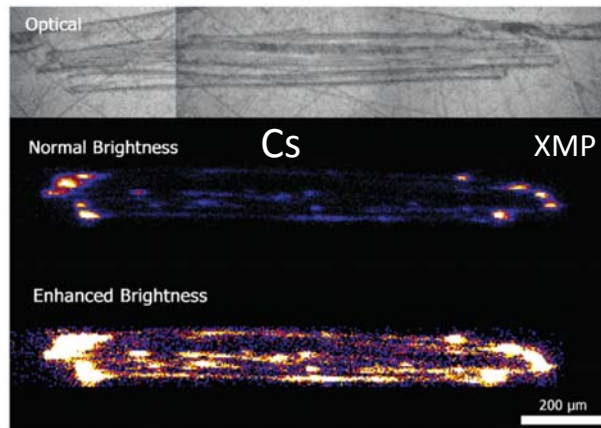 Optical
Normal Brightness
Cs
XMP
Enhanced Brightness
200 µm